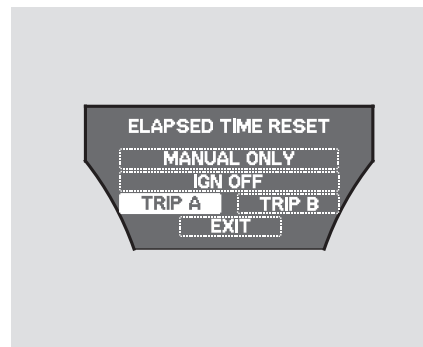 ELAPSED TIME RESET
MANUAL ONLY
IGN OFF
TRIP A TRIP B
EXIT